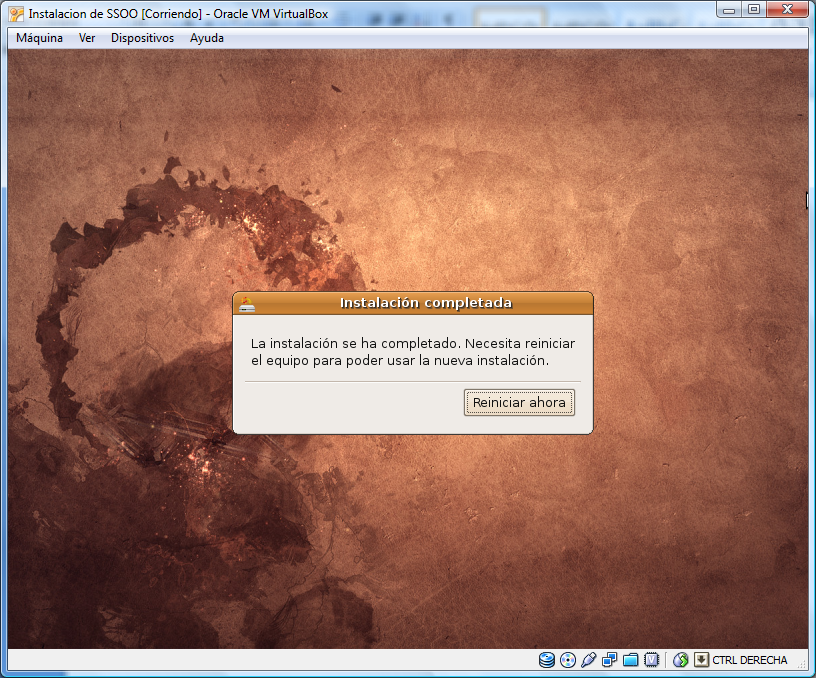 Instalacion de SSOO [Corriendo] - Oracle VM VirtualBox
Máquina Ver Dispositivos Ayuda
Instalación completada
La instalación se ha completado. Necesita reiniciar
el equipo para poder usar la nueva instalación.
Reiniciar ahora
CTRL DERECHA